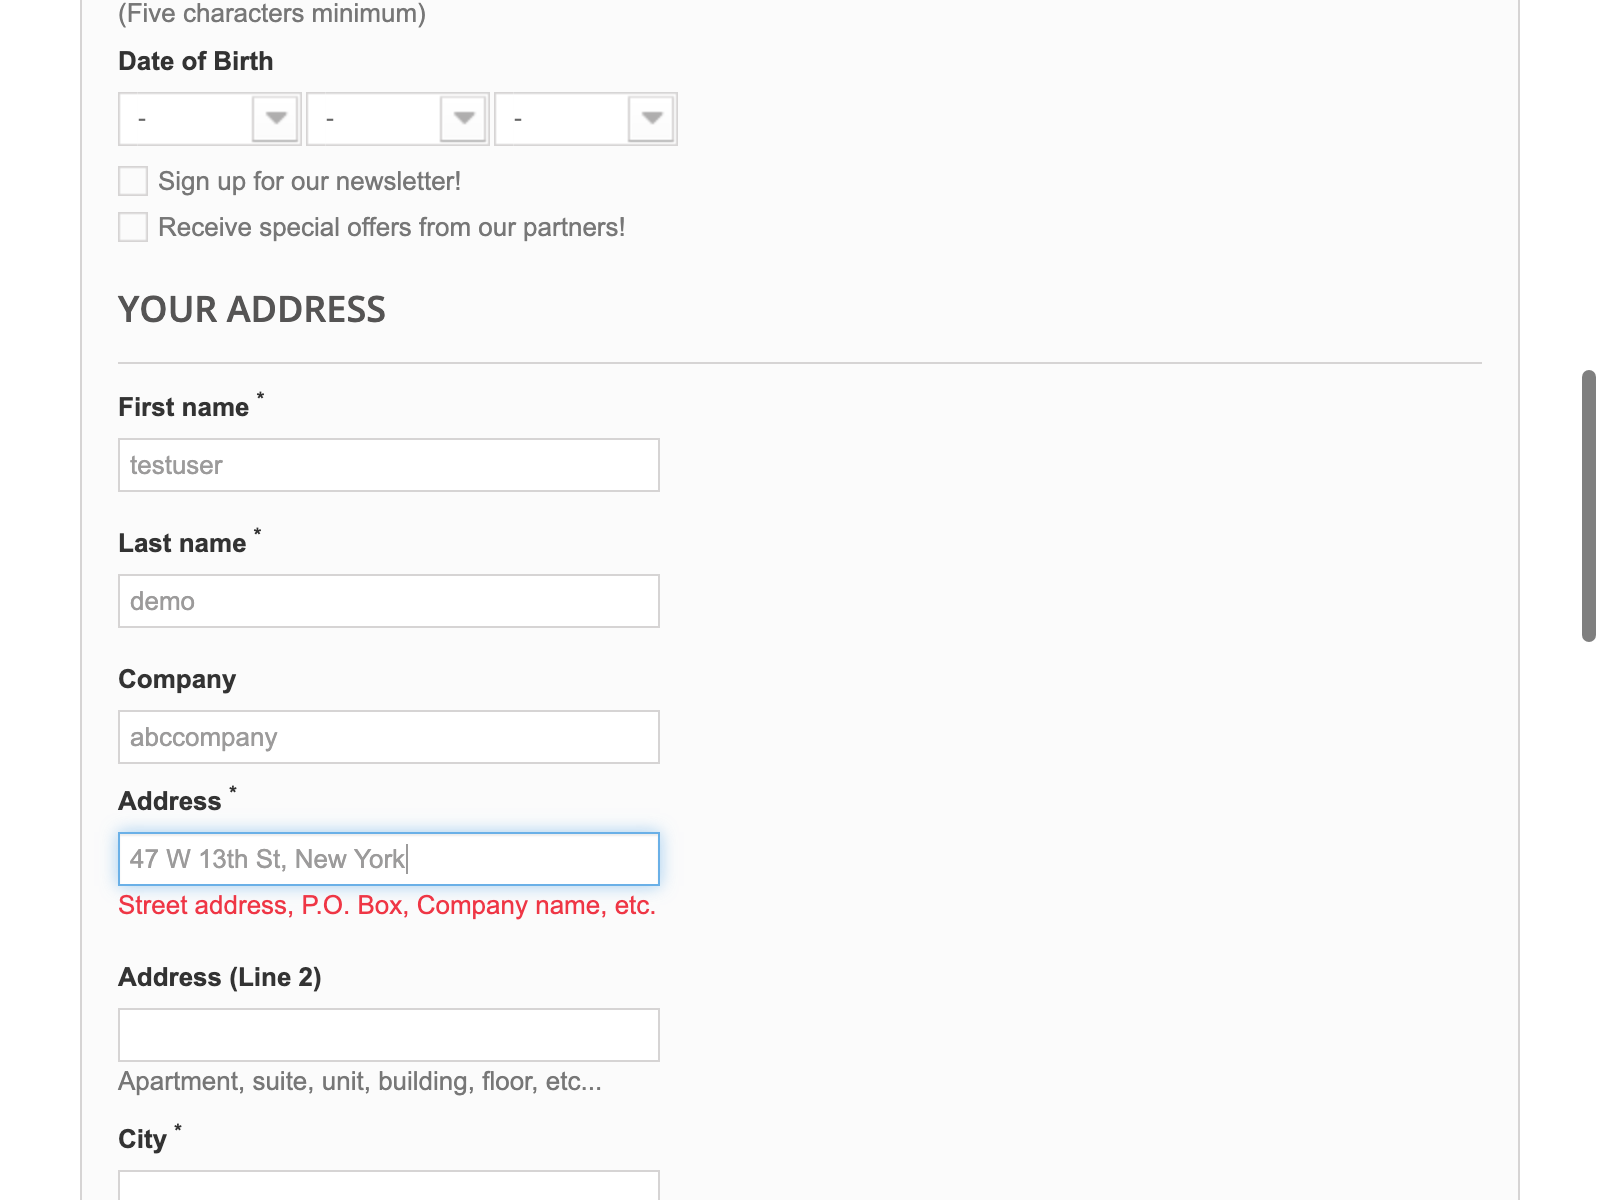 (Five characters minimum)
Date of Birth
- - -
Sign up for our newsletter!
Receive special offers from our partners!
YOUR ADDRESS
First name *
testuser
Last name *
demo
Company
abccompany
Address *
47 W 13th St, New York
Street address, P.O. Box, Company name, etc.
Address (Line 2)
Apartment, suite, unit, building, floor, etc...
City *